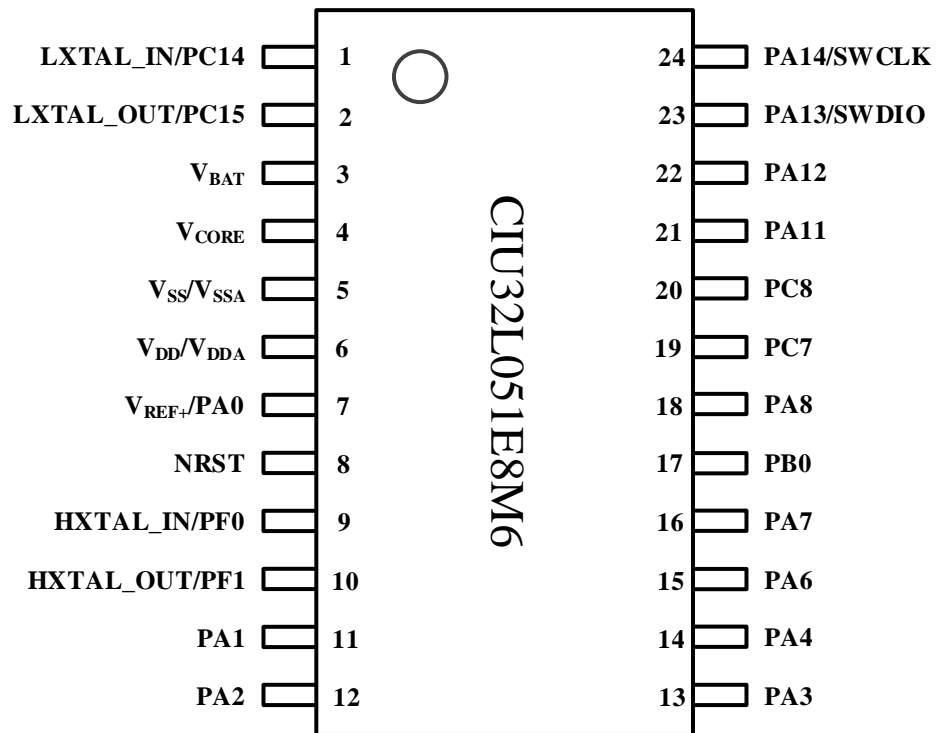 LXTAL_IN/PC14 1 24 PA14/SWCLK
LXTAL_OUT/PC15 2 23 PA13/SWDIO
VBAT 3 22 PA12
VCORE 4 21 PA11
VSS/VSSA 5 20 PC8
VDD/VDDA 6 19 PC7
VREF+/PA0 7 18 PA8
NRST 8 17 PB0
HXTAL_IN/PF0 9 16 PA7
HXTAL_OUT/PF1 10 15 PA6
PA1 11 14 PA4
PA2 12 13 PA3
CIU32L051E8M6